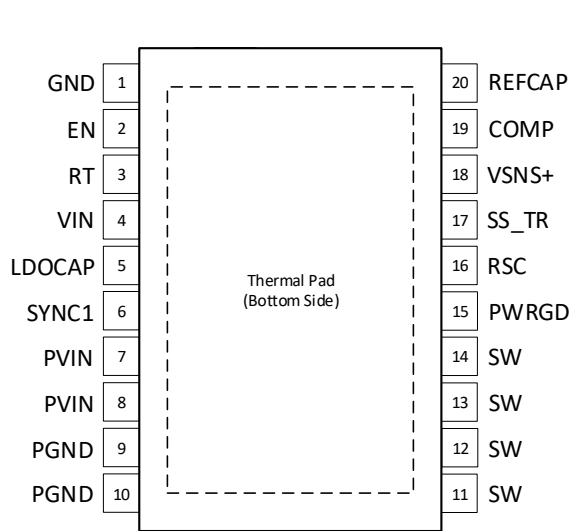 GND 1
EN 2
RT 3
VIN 4
LDOCAP 5
SYNC1 6
PVIN 7
PVIN 8
PGND 9
PGND 10
Thermal Pad
(Bottom Side)
20 REFCAP
19 COMP
18 VSNS+
17 SS_TR
16 RSC
15 PWRGD
14 SW
13 SW
12 SW
11 SW